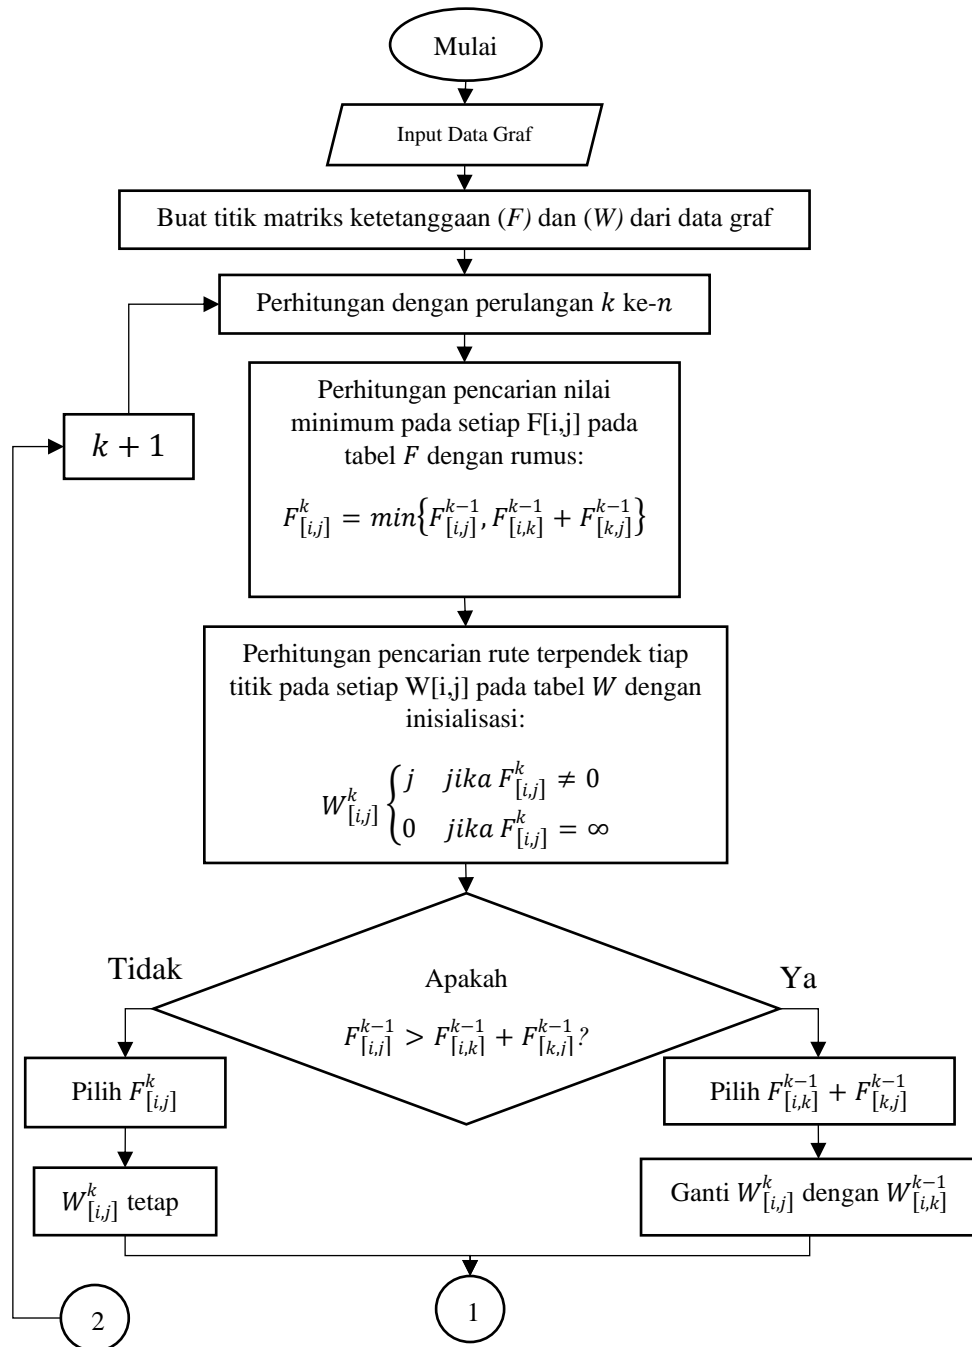 Mulai
Input Data Graf
Buat titik matriks ketetanggaan (F) dan (W) dari data graf
Perhitungan dengan perulangan k ke-n
Perhitungan pencarian nilai
minimum pada setiap F[i,j] pada
tabel F dengan rumus:
F^k_[i,j] = min{F^{k−1}_[i,j], F^{k−1}_[i,k] + F^{k−1}_[k,j]}
k + 1
Perhitungan pencarian rute terpendek tiap
titik pada setiap W[i,j] pada tabel W dengan
inisialisasi:
W^k_[i,j] { j jika F^k_[i,j] ≠ 0
0 jika F^k_[i,j] = ∞
Tidak
Apakah
Ya
F^{k−1}_[i,j] > F^{k−1}_[i,k] + F^{k−1}_[k,j]?
Pilih F^k_[i,j]
Pilih F^{k−1}_[i,k] + F^{k−1}_[k,j]
W^k_[i,j] tetap
Ganti W^k_[i,j] dengan W^{k−1}_[i,k]
2
1